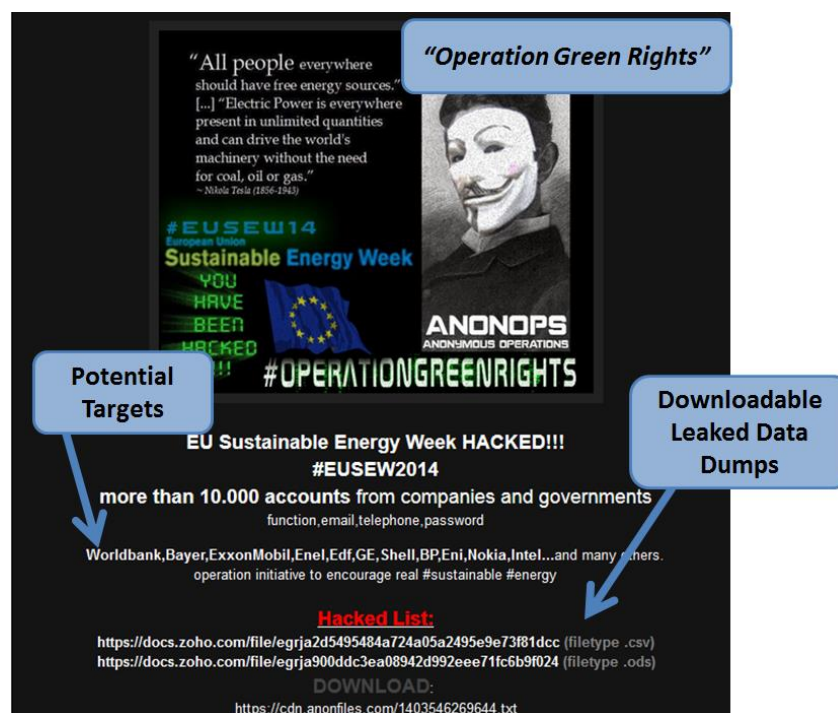 “Operation Green Rights”
“All people everywhere
should have free energy sources.”
[...] “Electric Power is everywhere
present in unlimited quantities
and can drive the world's
machinery without the need
for coal, oil or gas.”
~ Nikola Tesla (1856-1943)
#EUSEW14
European Union
Sustainable Energy Week
YOU
HAVE
BEEN
HACKED
!!!
ANONOPS
ANONYMOUS OPERATIONS
#OPERATIONGREENRIGHTS
Potential
Targets
Downloadable
Leaked Data
Dumps
EU Sustainable Energy Week HACKED!!!
#EUSEW2014
more than 10.000 accounts from companies and governments
function,email,telephone,password
Worldbank,Bayer,ExxonMobil,Enel,Edf,GE,Shell,BP,Eni,Nokia,Intel...and many others.
operation initiative to encourage real #sustainable #energy
Hacked List:
https://docs.zoho.com/file/egrja2d5495484a724a05a2495e9e73f81dcc (filetype .csv)
https://docs.zoho.com/file/egrja900ddc3ea08942d992eee71fc6b9f024 (filetype .ods)
DOWNLOAD:
https://cdn.anonfiles.com/1403546269644.txt